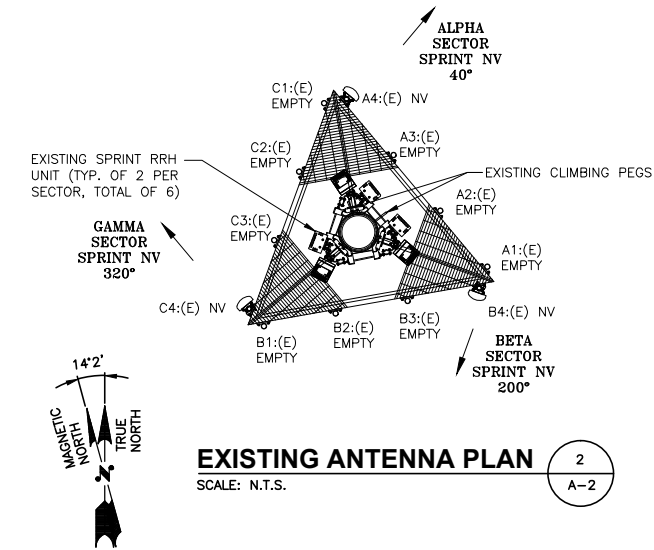 ALPHA
SECTOR
SPRINT NV
40°
C1:(E)
EMPTY
A4:(E) NV
C2:(E)
EMPTY
A3:(E)
EMPTY
EXISTING SPRINT RRH
UNIT (TYP. OF 2 PER
SECTOR, TOTAL OF 6)
EXISTING CLIMBING PEGS
A2:(E)
EMPTY
GAMMA
SECTOR
SPRINT NV
320°
C3:(E)
EMPTY
A1:(E)
EMPTY
C4:(E) NV
B4:(E) NV
B1:(E)
EMPTY
B2:(E)
EMPTY
B3:(E)
EMPTY
BETA
SECTOR
SPRINT NV
200°
14°2'
MAGNETIC
NORTH
TRUE
NORTH
N
EXISTING ANTENNA PLAN
SCALE: N.T.S.
2
A-2